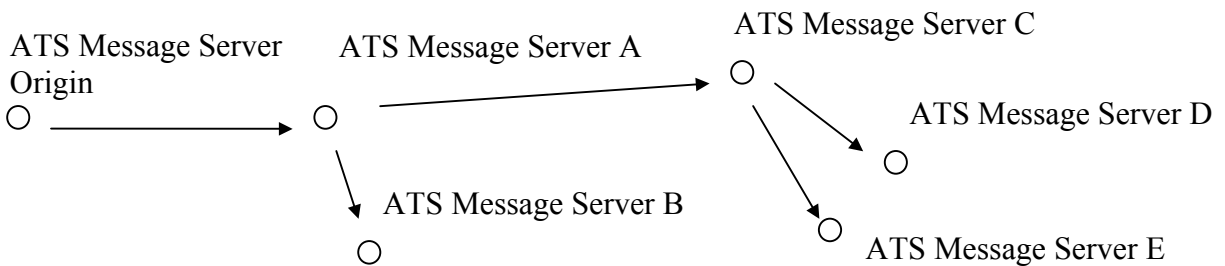 ATS Message Server
Origin
ATS Message Server A
ATS Message Server C
ATS Message Server D
ATS Message Server B
ATS Message Server E